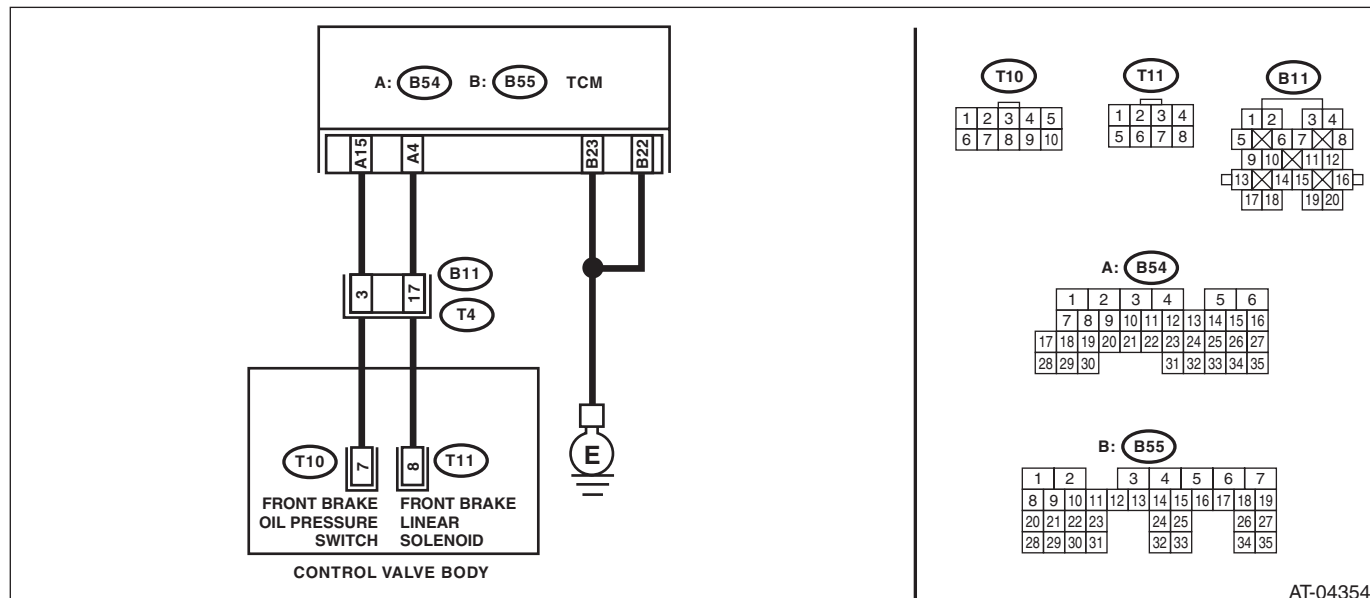 A: B54 B: B55 TCM
A15 A4 B23 B22
3 17
B11
T4
T10 7 8 T11
E
FRONT BRAKE OIL PRESSURE SWITCH
FRONT BRAKE LINEAR SOLENOID
CONTROL VALVE BODY
T10
1 2 3 4 5
6 7 8 9 10
T11
1 2 3 4
5 6 7 8
B11
1 2 3 4
5 6 7 8
9 10 11 12
13 14 15 16
17 18 19 20
A: B54
1 2 3 4 5 6
7 8 9 10 11 12 13 14 15 16
17 18 19 20 21 22 23 24 25 26 27
28 29 30 31 32 33 34 35
B: B55
1 2 3 4 5 6 7
8 9 10 11 12 13 14 15 16 17 18 19
20 21 22 23 24 25 26 27
28 29 30 31 32 33 34 35
AT-04354